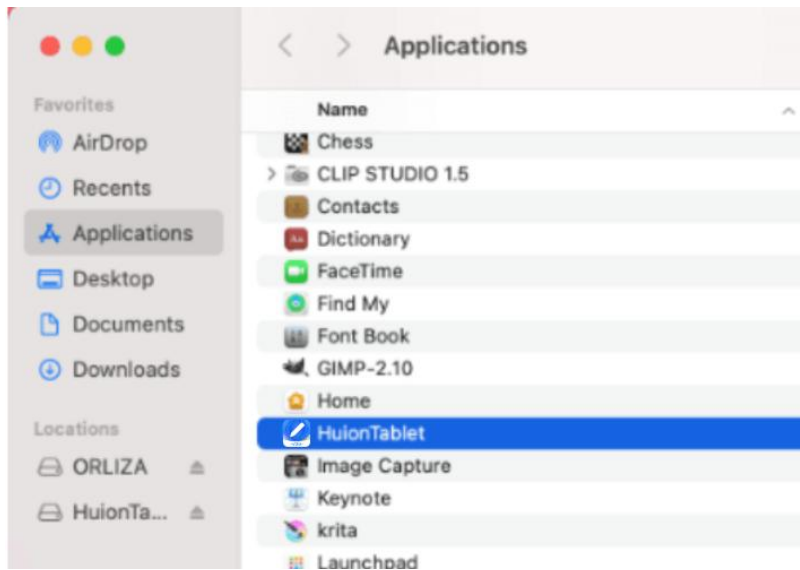 Applications
Favorites
AirDrop
Recents
Applications
Desktop
Documents
Downloads
Locations
ORLIZA
HuionTa...
Name
Chess
CLIP STUDIO 1.5
Contacts
Dictionary
FaceTime
Find My
Font Book
GIMP-2.10
Home
HuionTablet
Image Capture
Keynote
krita
Launchpad